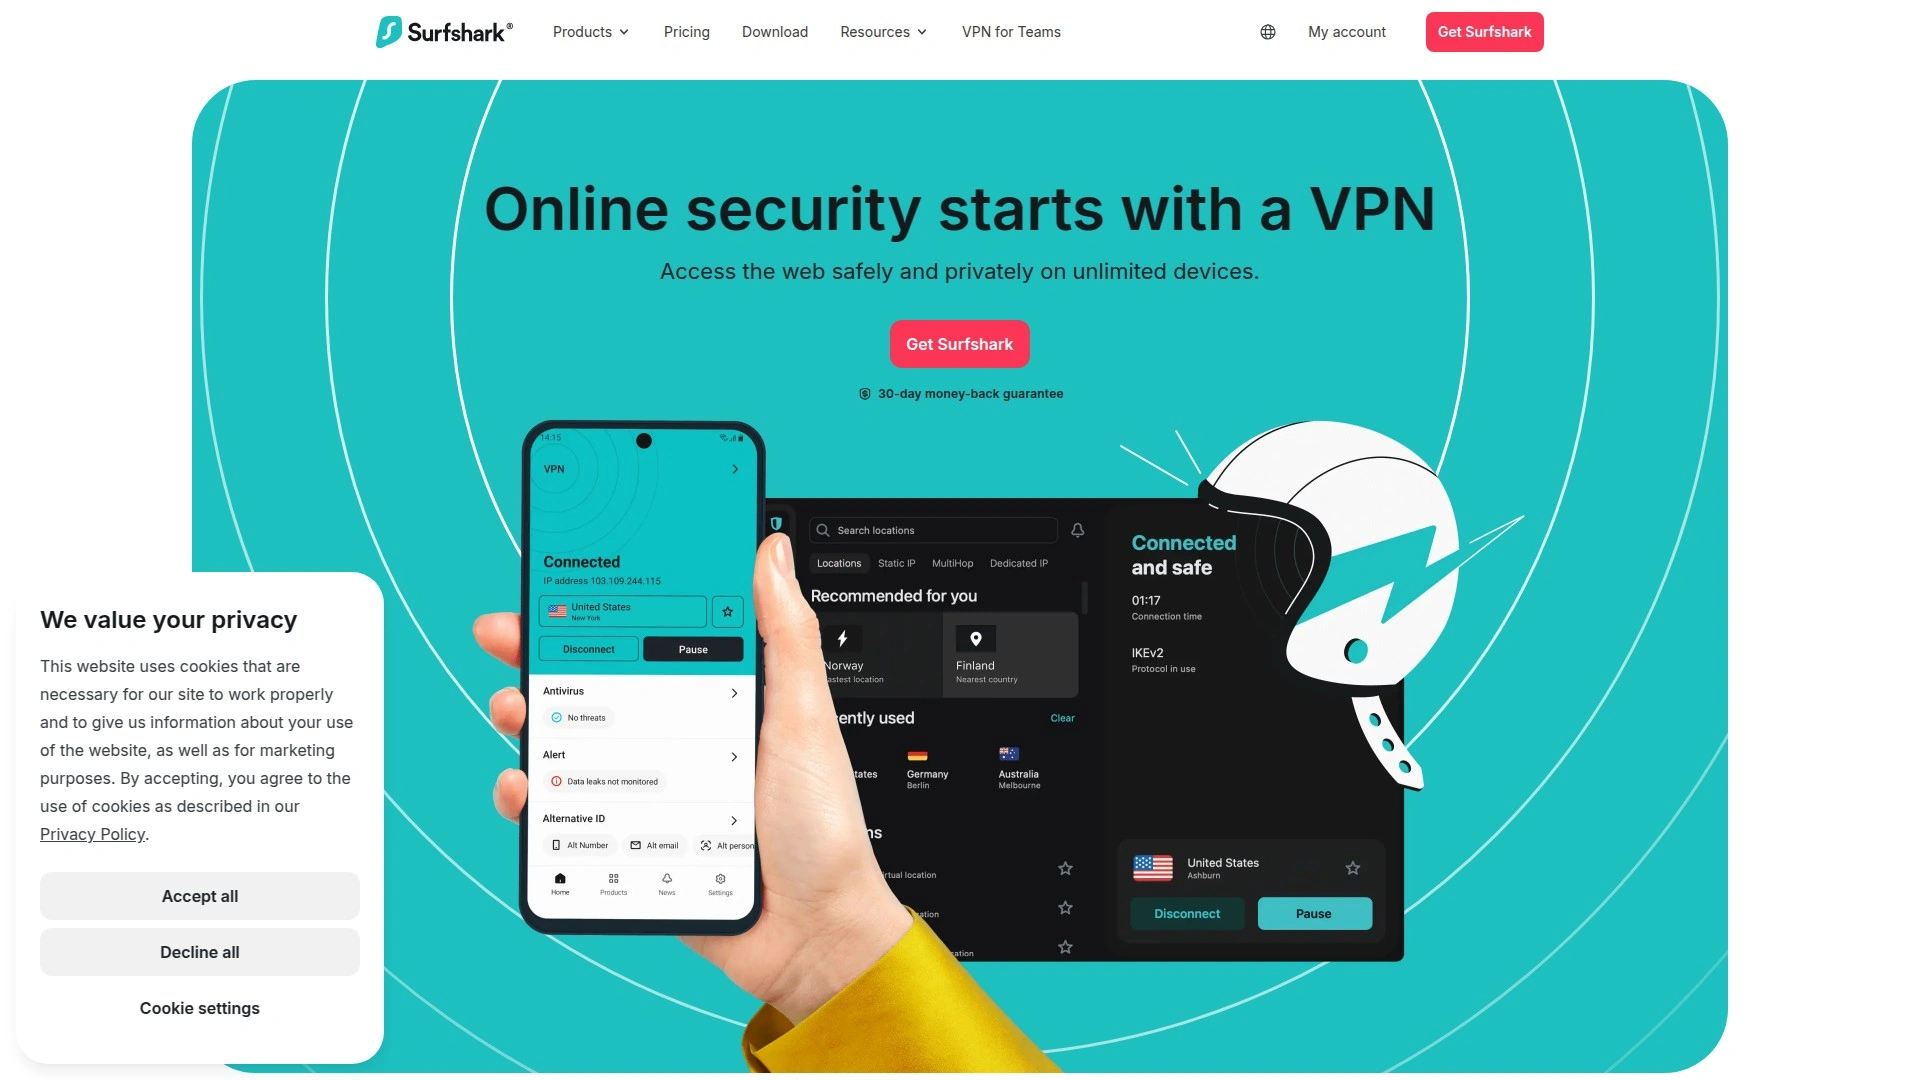 Surfshark®
Products
Pricing
Download
Resources
VPN for Teams
My account
Get Surfshark
Online security starts with a VPN
Access the web safely and privately on unlimited devices.
Get Surfshark
30-day money-back guarantee
14:15
VPN
Connected
IP address 103.109.244.115
United States
New York
Disconnect
Pause
Antivirus
No threats
Alert
Data leaks not monitored
Alternative ID
Alt Number
Alt email
Alt person
Home
Products
News
Settings
Search locations
Locations
Static IP
MultiHop
Dedicated IP
Recommended for you
Norway
astest location
Finland
Nearest country
ently used
Clear
tates
Germany
Berlin
Australia
Melbourne
ns
rtual location
cation
cation
Connected
and safe
01:17
Connection time
IKEv2
Protocol in use
United States
Ashburn
Disconnect
Pause
We value your privacy
This website uses cookies that are
necessary for our site to work properly
and to give us information about your use
of the website, as well as for marketing
purposes. By accepting, you agree to the
use of cookies as described in our
Privacy Policy.
Accept all
Decline all
Cookie settings